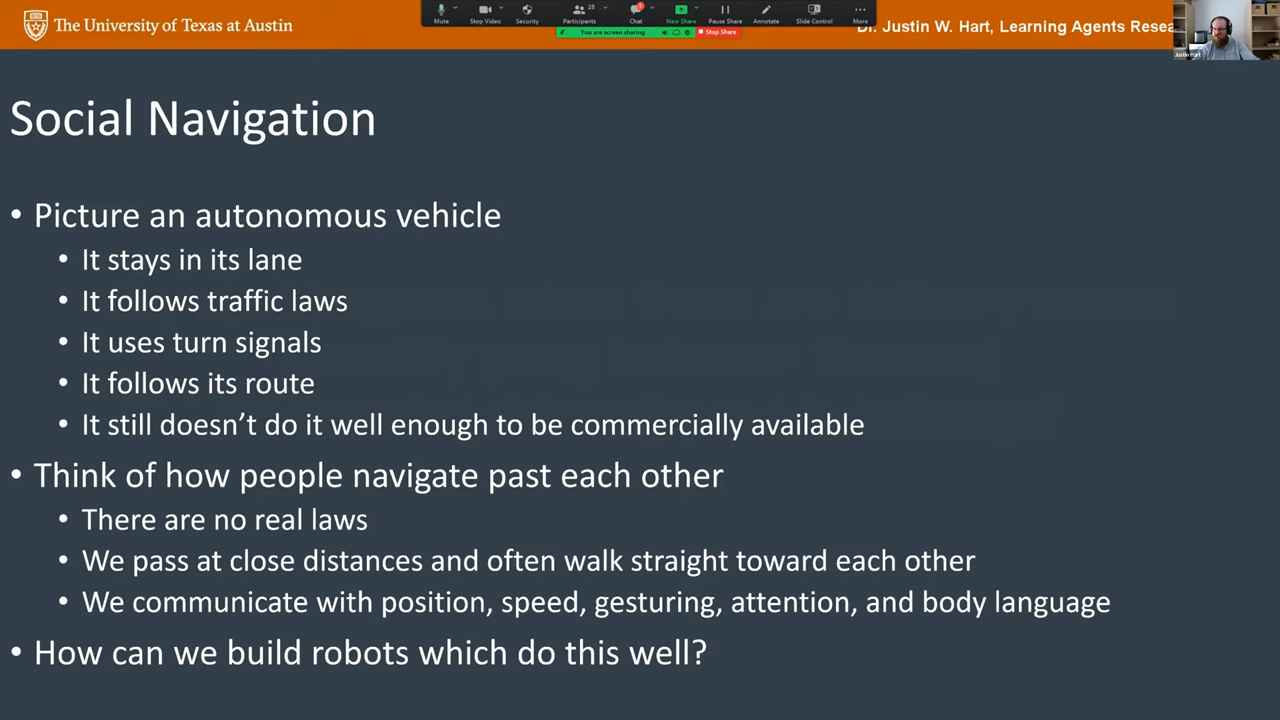 The University of Texas at Austin
Mute
Stop Video
Security
Participants
28
Chat
1
New Share
Pause Share
Annotate
Slide Control
More
You are screen sharing
Stop Share
Dr. Justin W. Hart, Learning Agents Resea
Justin Hart
Social Navigation
• Picture an autonomous vehicle
• It stays in its lane
• It follows traffic laws
• It uses turn signals
• It follows its route
• It still doesn’t do it well enough to be commercially available
• Think of how people navigate past each other
• There are no real laws
• We pass at close distances and often walk straight toward each other
• We communicate with position, speed, gesturing, attention, and body language
• How can we build robots which do this well?